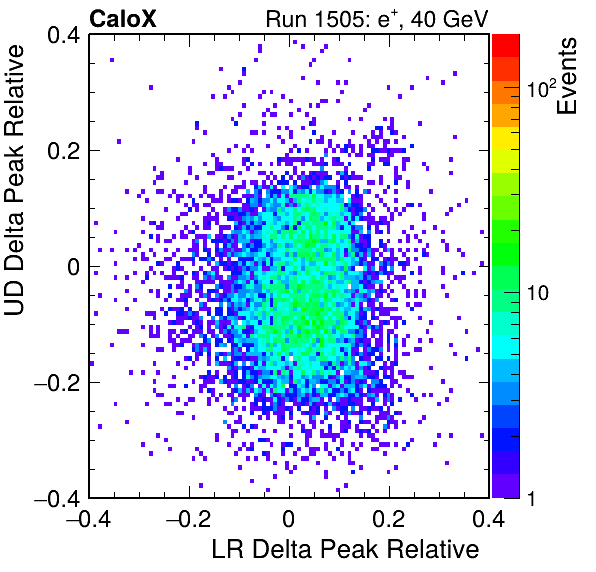 CaloX Run 1505: e⁺, 40 GeV
UD Delta Peak Relative
0.4
0.2
0
−0.2
−0.4
−0.4 −0.2 0 0.2 0.4
LR Delta Peak Relative
Events
10²
10
1